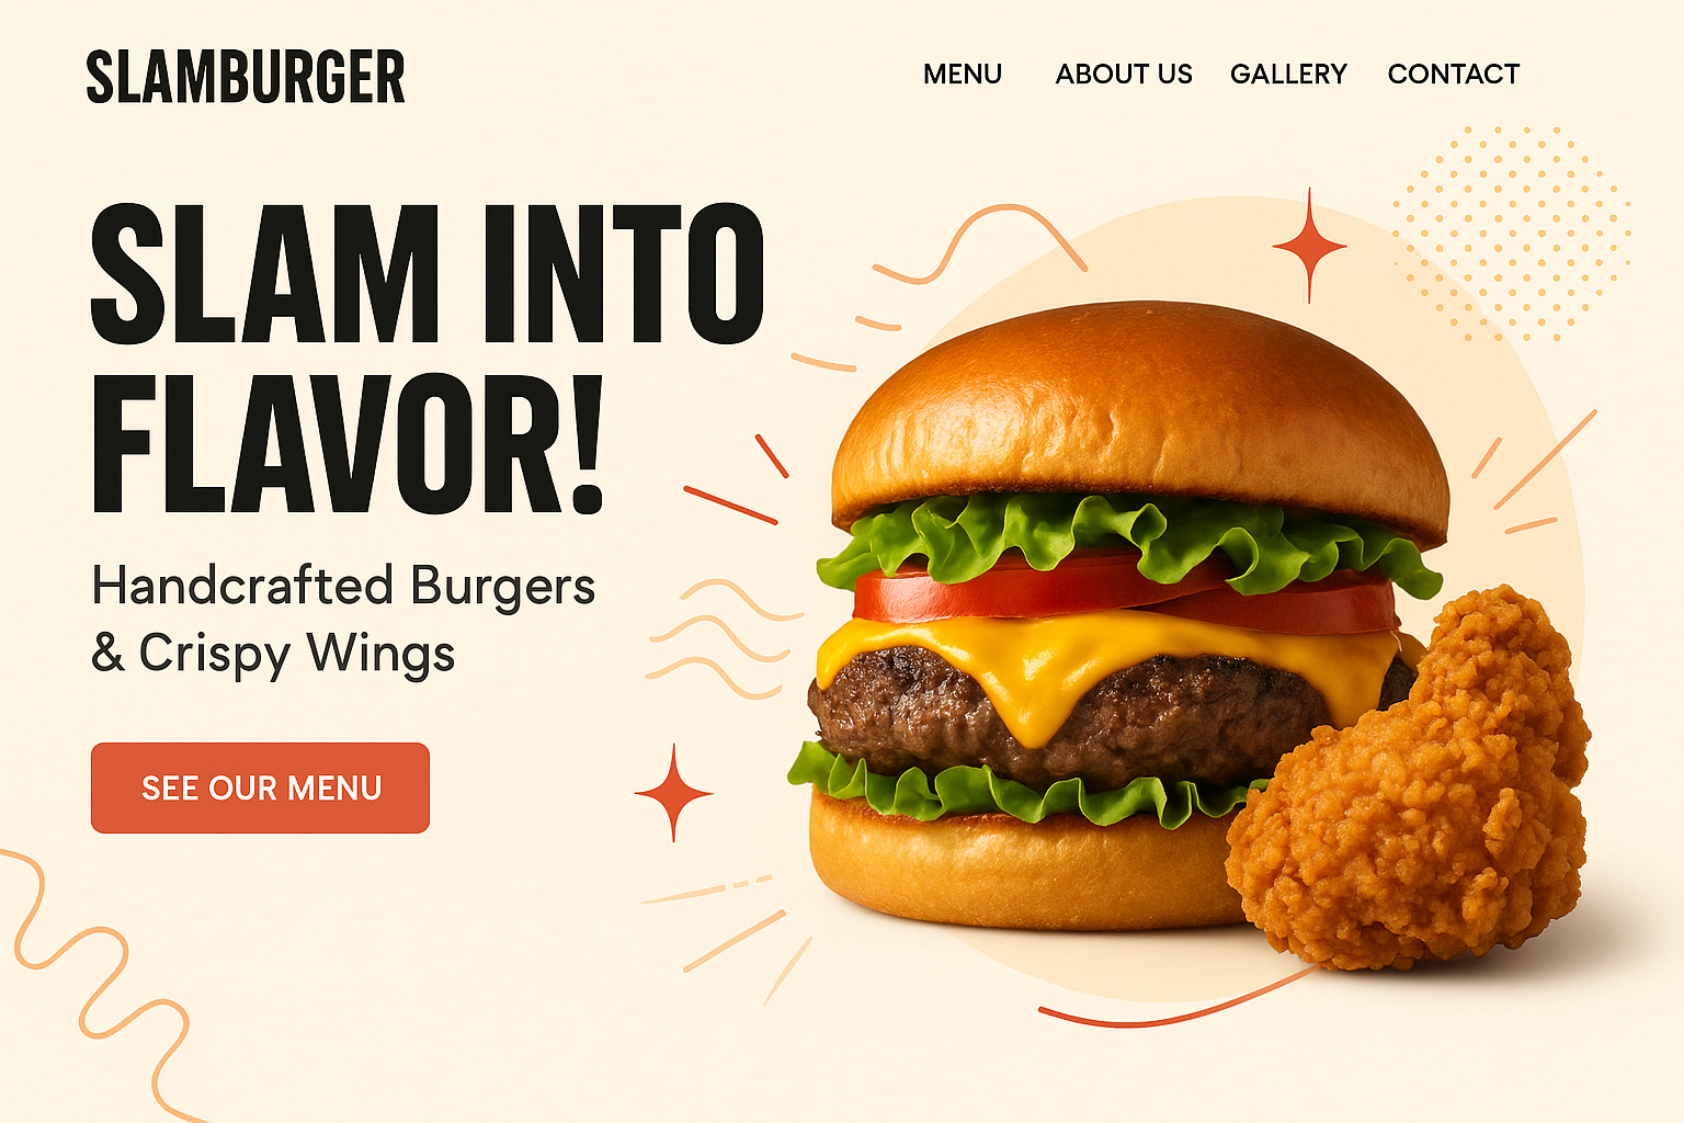 SLAMBURGER
MENU ABOUT US GALLERY CONTACT
SLAM INTO
FLAVOR!
Handcrafted Burgers
& Crispy Wings
SEE OUR MENU